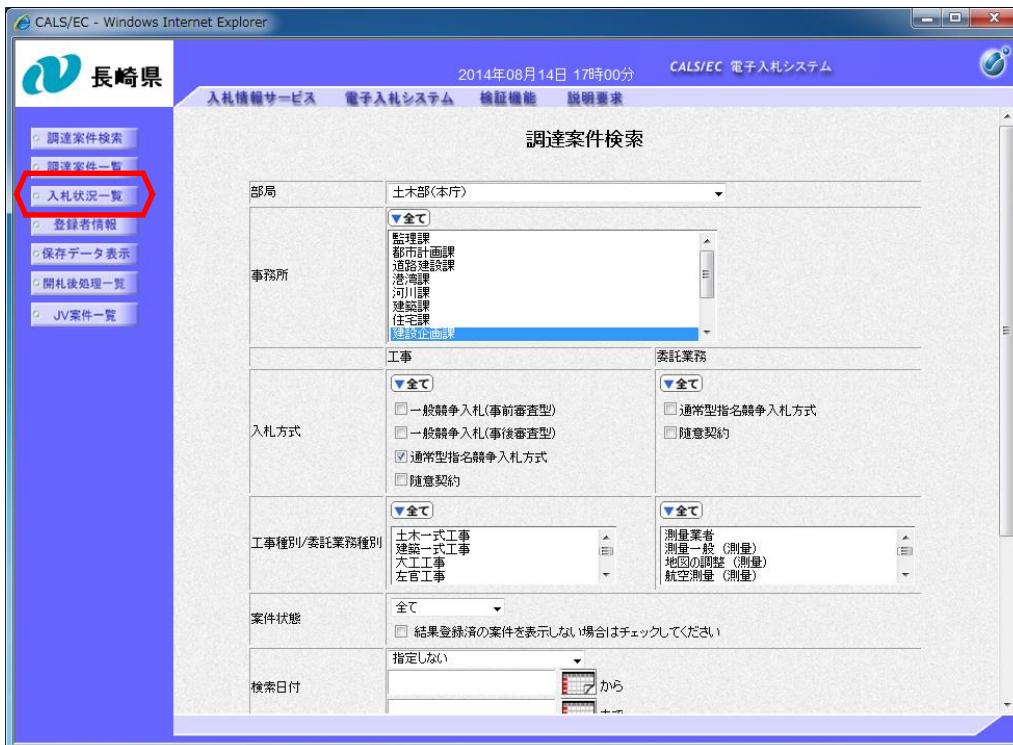 CALS/EC - Windows Internet Explorer
長崎県
2014年08月14日 17時00分
CALS/EC 電子入札システム
入札情報サービス 電子入札システム 検証機能 説明要求
調達案件検索
調達案件一覧
入札状況一覧
登録者情報
保存データ表示
開札後処理一覧
JV案件一覧
調達案件検索
部局 土木部(本庁)
事務所
▼全て
監理課
都市計画課
道路建設課
港湾課
河川課
建築課
住宅課
建設企画課
工事 委託業務
入札方式
▼全て ▼全て
一般競争入札(事前審査型) 通常型指名競争入札方式
一般競争入札(事後審査型) 随意契約
通常型指名競争入札方式
随意契約
工事種別/委託業務種別
▼全て ▼全て
土木一式工事 測量業者
建築一式工事 測量一般(測量)
大工工事 地図の調整(測量)
左官工事 航空測量(測量)
案件状態 全て
結果登録済の案件を表示しない場合はチェックしてください
検索日付 指定しない
から